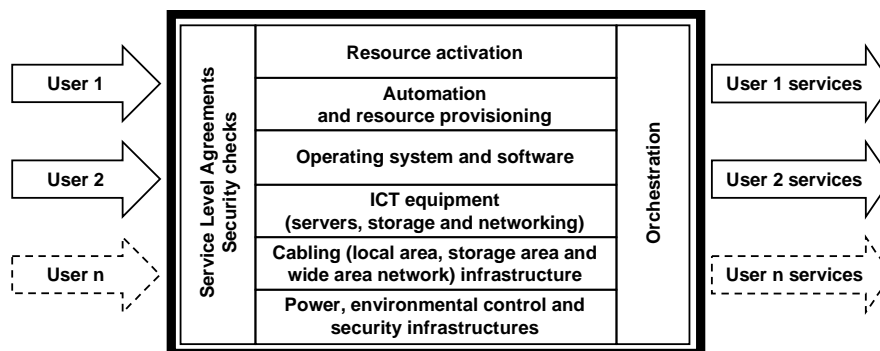 User 1
User 2
User n
Service Level Agreements
Security checks
Resource activation
Automation
and resource provisioning
Operating system and software
ICT equipment
(servers, storage and networking)
Cabling (local area, storage area and
wide area network) infrastructure
Power, environmental control and
security infrastructures
Orchestration
User 1 services
User 2 services
User n services